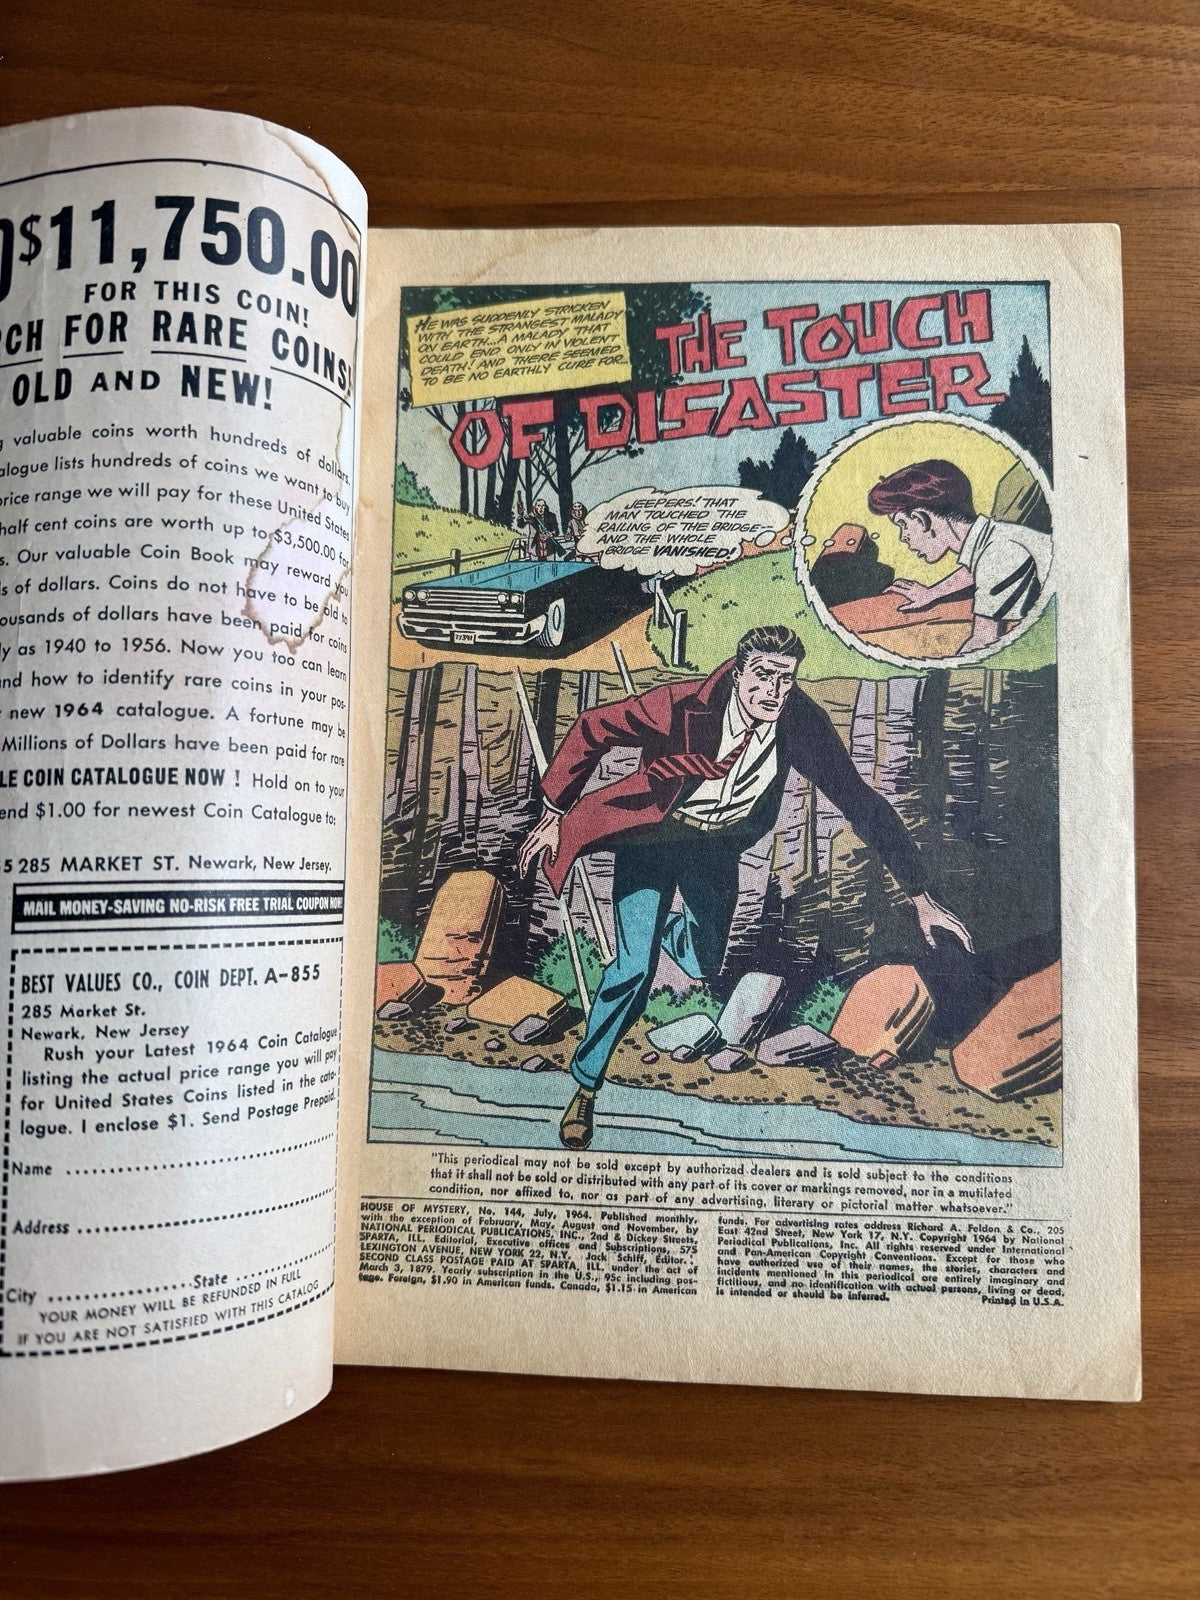 $11,750.00
FOR THIS COIN!
FOR RARE COINS!
OLD AND NEW!
valuable coins worth hundreds of dollars.
lists hundreds of coins we want to buy
price range we will pay for these United States
half cent coins are worth up to $3,500.00 for
Our valuable Coin Book may reward you
of dollars. Coins do not have to be old to
thousands of dollars have been paid for coins
as 1940 to 1956. Now you too can learn
and how to identify rare coins in your pos-
new 1964 catalogue. A fortune may be
Millions of Dollars have been paid for rare
COIN CATALOGUE NOW ! Hold on to your
$1.00 for newest Coin Catalogue to:
285 MARKET ST. Newark, New Jersey.
MAIL MONEY-SAVING NO-RISK FREE TRIAL COUPON NOW!
BEST VALUES CO., COIN DEPT. A-855
285 Market St.
Newark, New Jersey
Rush your Latest 1964 Coin Catalogue
listing the actual price range you will pay
for United States Coins listed in the cata-
logue. I enclose $1. Send Postage Prepaid.
Name
Address
City State
YOUR MONEY WILL BE REFUNDED IN FULL
IF YOU ARE NOT SATISFIED WITH THIS CATALOG
HE WAS SUDDENLY STRICKEN
WITH THE STRANGEST MALADY
ON EARTH...A MALADY THAT
COULD END ONLY IN VIOLENT
DEATH! AND THERE SEEMED
TO BE NO EARTHLY CURE FOR...
THE TOUCH
OF DISASTER
JEEPERS! THAT
MAN TOUCHED THE
RAILING OF THE BRIDGE--
AND THE WHOLE
BRIDGE VANISHED!
"This periodical may not be sold except by authorized dealers and is sold subject to the conditions
that it shall not be sold or distributed with any part of its cover or markings removed, nor in a mutilated
condition, nor affixed to, nor as part of any advertising, literary or pictorial matter whatsoever."
HOUSE OF MYSTERY, No. 144, July, 1964. Published monthly,
with the exception of February, May, August and November, by
NATIONAL PERIODICAL PUBLICATIONS, INC., 2nd & Dickey Streets,
SPARTA, ILL. Editorial, Executive offices and Subscriptions, 575
LEXINGTON AVENUE, NEW YORK 22, N.Y. Jack Schiff, Editor.
SECOND CLASS POSTAGE PAID AT SPARTA, ILL. under the act of
March 3, 1879. Yearly subscription in the U.S., 95c including pos-
tage. Foreign, $1.90 in American funds. Canada, $1.15 in American
funds. For advertising rates address Richard A. Feldon & Co., 205
East 42nd Street, New York 17, N.Y. Copyright 1964 by National
Periodical Publications, Inc. All rights reserved under International
and Pan-American Copyright Conventions. Except for those who
have authorized use of their names, the stories, characters and
incidents mentioned in this periodical are entirely imaginary and
fictitious, and no identification with actual persons, living or dead,
is intended or should be inferred.
Printed in U.S.A.